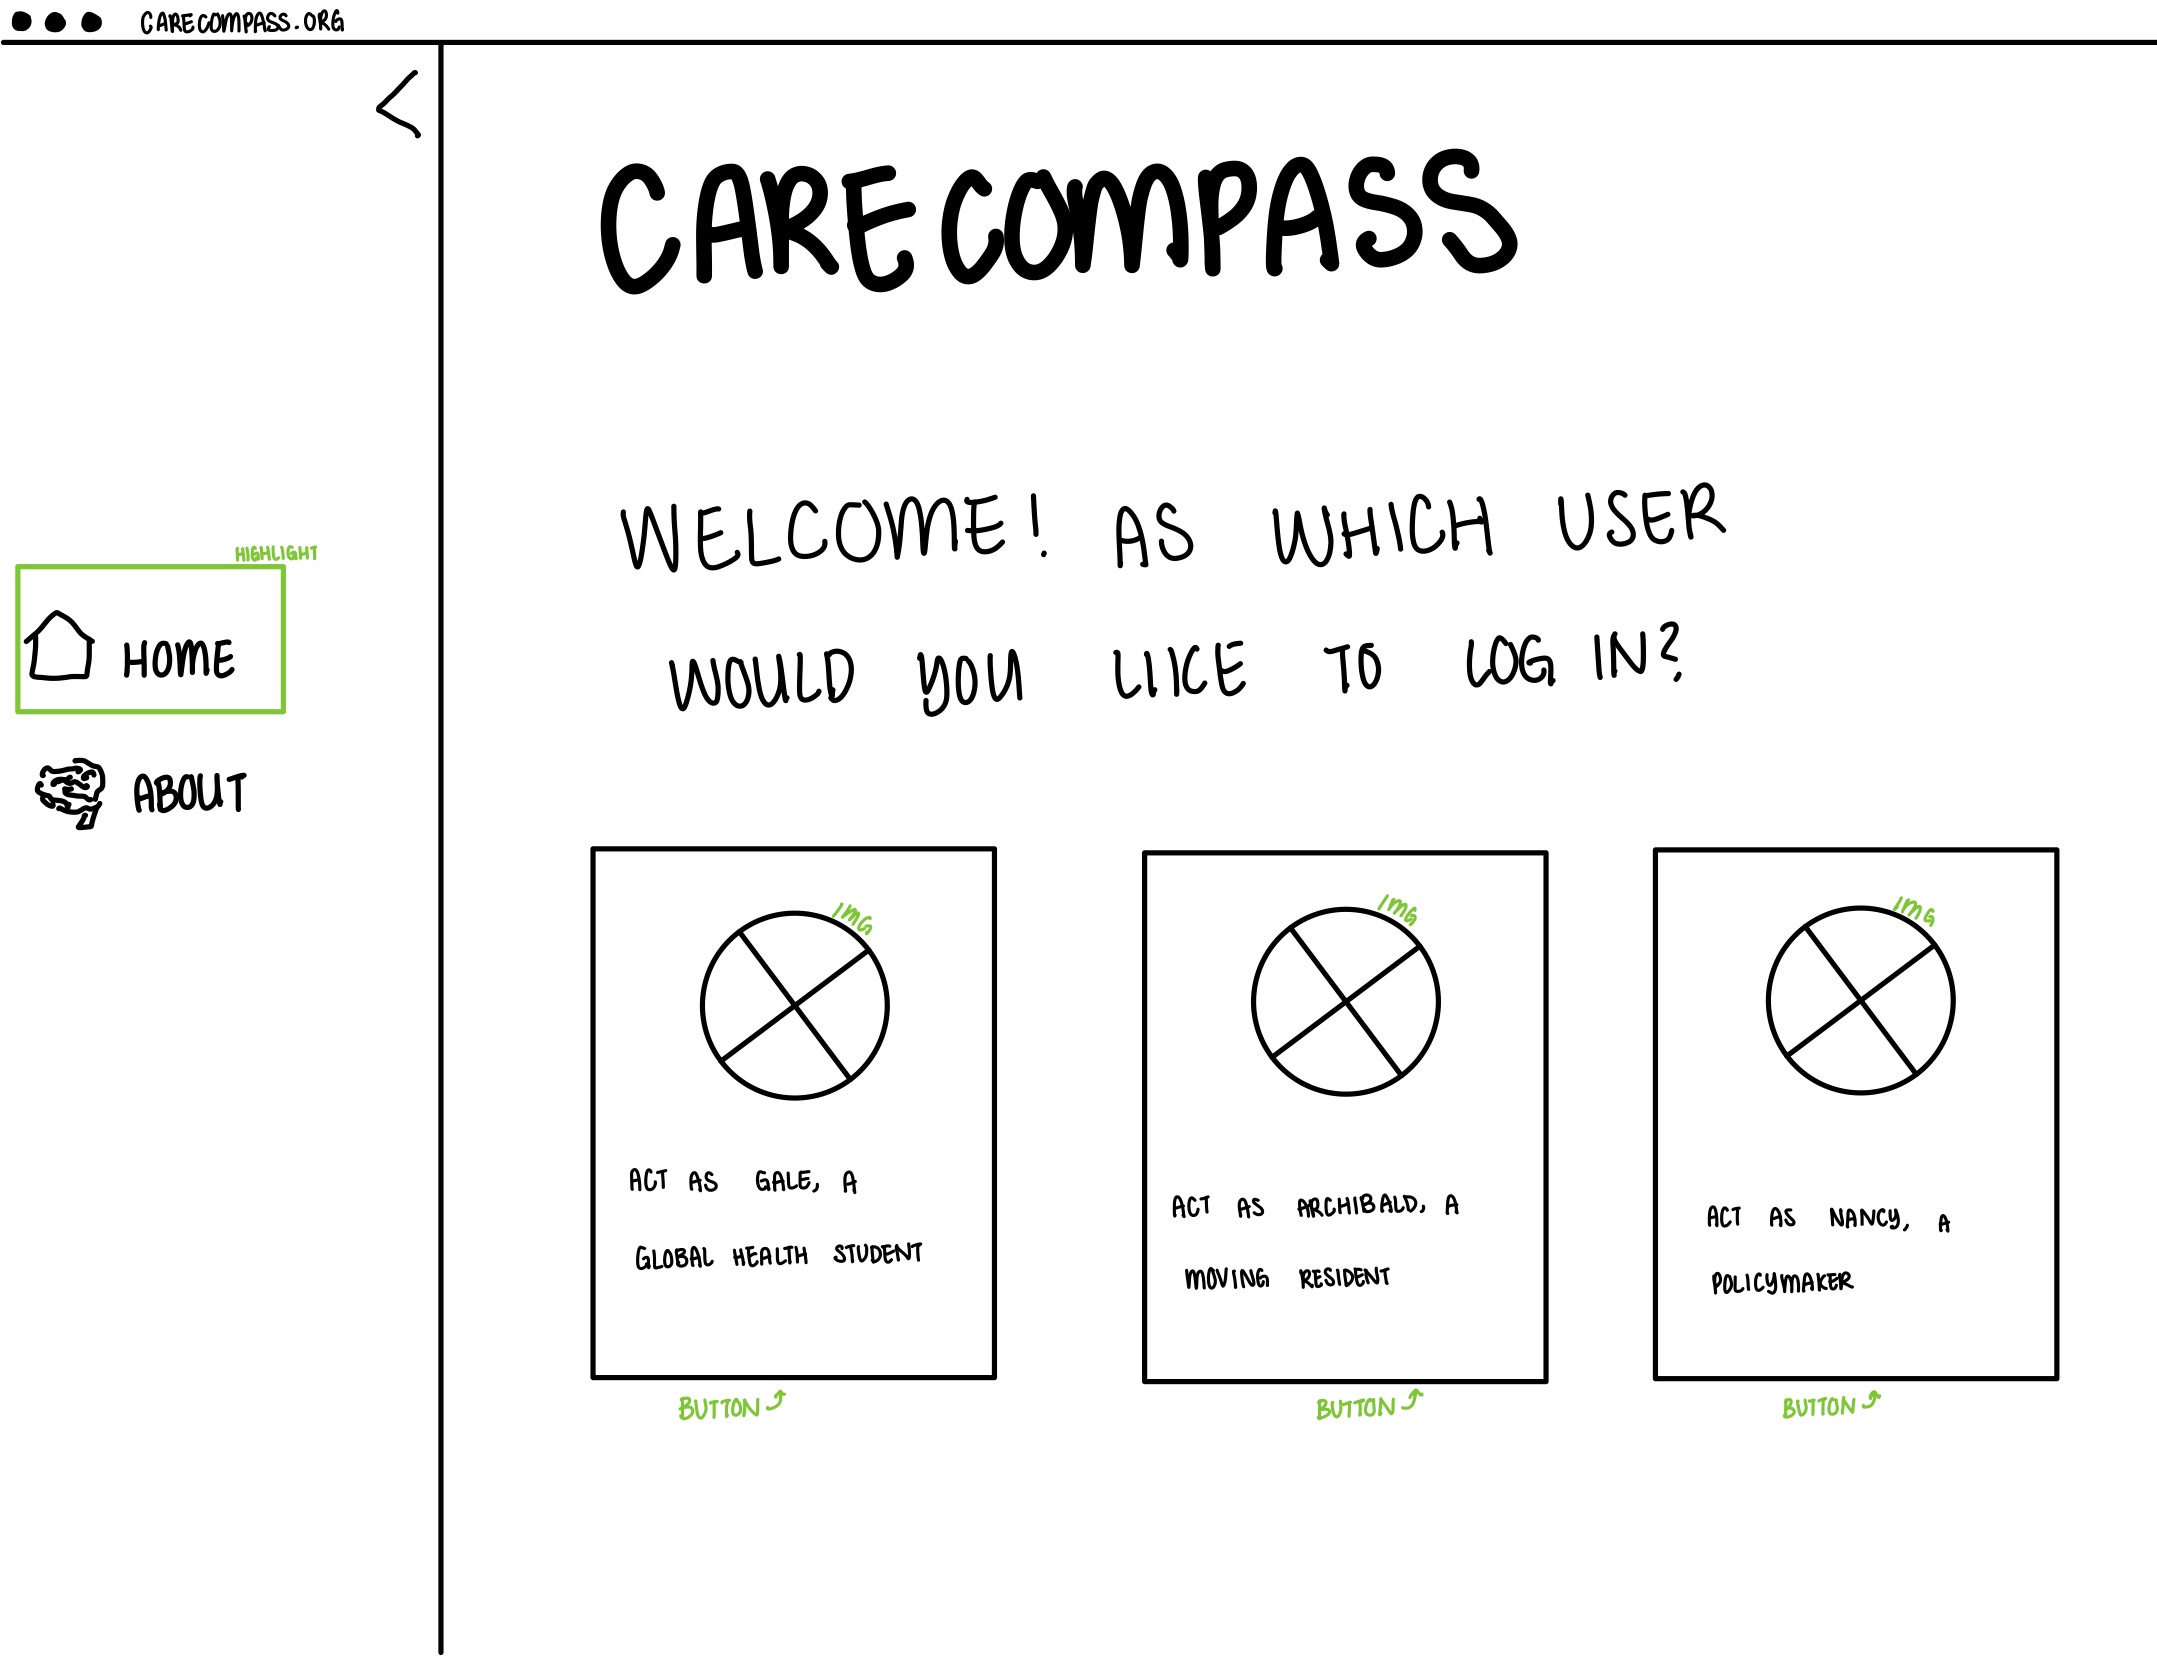 CARECOMPASS.ORG
CARECOMPASS
WELCOME! AS WHICH USER
WOULD YOU LIKE TO LOG IN?
HIGHLIGHT
HOME
ABOUT
IMG
ACT AS GALE, A
GLOBAL HEALTH STUDENT
BUTTON
IMG
ACT AS ARCHIBALD, A
MOVING RESIDENT
BUTTON
IMG
ACT AS NANCY, A
POLICYMAKER
BUTTON